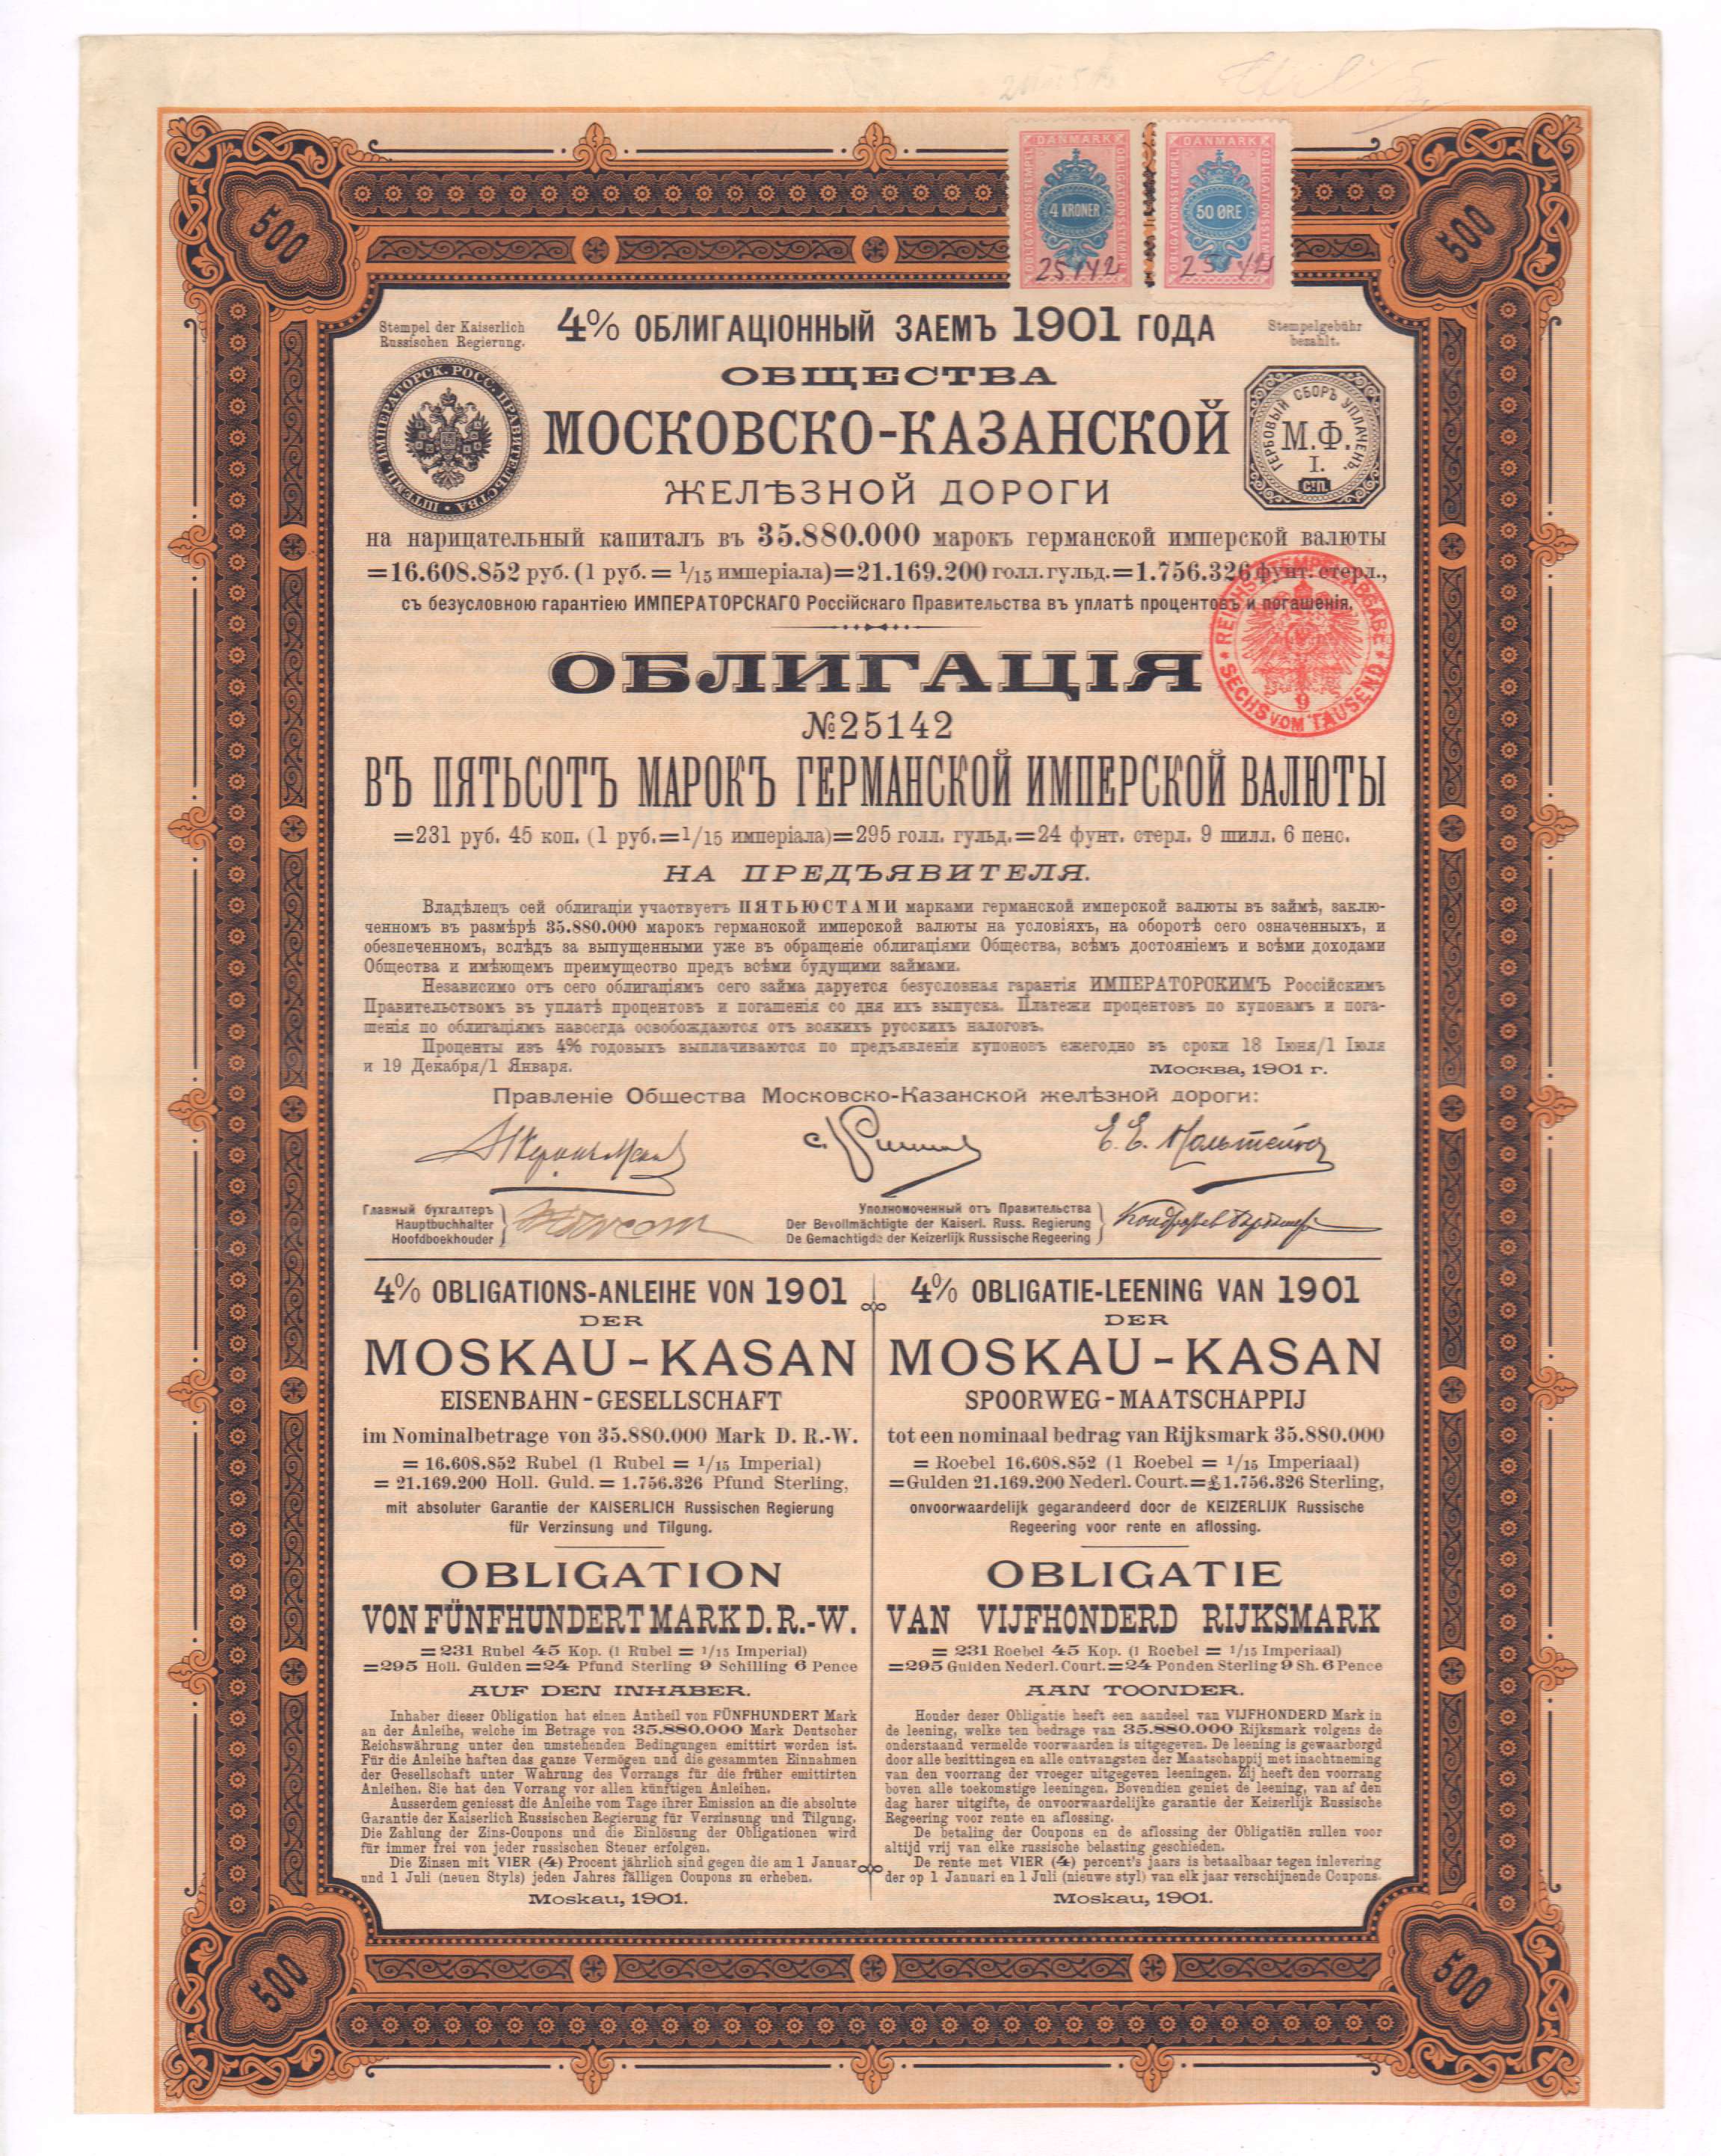 DANMARK
OBLIGATIONSSTEMPEL
4 KRONER
OBLIGATIONSSTEMPEL
25142
DANMARK
OBLIGATIONSSTEMPEL
50 ØRE
OBLIGATIONSSTEMPEL
25142
500
500
Stempel der Kaiserlich
Russischen Regierung.
4% ОБЛИГАЦІОННЫЙ ЗАЕМЪ 1901 ГОДА
Stempelgebühr
bezahlt.
ОБЩЕСТВА
ШТЕМП. ИМПЕРАТОРСК. РОСС. ПРАВИТЕЛЬСТВА
МОСКОВСКО-КАЗАНСКОЙ
ГЕРБОВЫЙ СБОРЪ УПЛАЧЕНЪ.
М.Ф.
I.
СПП.
ЖЕЛѢЗНОЙ ДОРОГИ
на нарицательный капиталъ въ 35.880.000 марокъ германской имперской валюты
=16.608.852 руб. (1 руб. = 1/15 имперіала)=21.169.200 голл. гульд.=1.756.326 фунт. стерл.,
съ безусловною гарантіею ИМПЕРАТОРСКАГО Россійскаго Правительства въ уплатѣ процентовъ и погашенія.
REICHSSTEMPELABGABE
9
SECHS VOM TAUSEND
ОБЛИГАЦІЯ
№25142
ВЪ ПЯТЬСОТЪ МАРОКЪ ГЕРМАНСКОЙ ИМПЕРСКОЙ ВАЛЮТЫ
=231 руб. 45 коп. (1 руб.=1/15 имперіала)=295 голл. гульд.=24 фунт. стерл. 9 шилл. 6 пенс.
НА ПРЕДЪЯВИТЕЛЯ.
Владѣлецъ сей облигаціи участвуетъ ПЯТЬЮСТАМИ марками германской имперской валюты въ займѣ, заклю-
ченномъ въ размѣрѣ 35.880.000 марокъ германской имперской валюты на условіяхъ, на оборотѣ сего означенныхъ, и
обезпеченномъ, вслѣдъ за выпущенными уже въ обращеніе облигаціями Общества, всѣмъ достояніемъ и всѣми доходами
Общества и имѣющемъ преимущество предъ всѣми будущими займами.
Независимо отъ сего облигаціямъ сего займа даруется безусловная гарантія ИМПЕРАТОРСКИМЪ Россійскимъ
Правительствомъ въ уплатѣ процентовъ и погашенія со дня ихъ выпуска. Платежи процентовъ по купонамъ и пога-
шенія по облигаціямъ навсегда освобождаются отъ всякихъ русскихъ налоговъ.
Проценты изъ 4% годовыхъ выплачиваются по предъявленіи купоновъ ежегодно въ сроки 18 Іюня/1 Іюля
и 19 Декабря/1 Января.
Москва, 1901 г.
Правленіе Общества Московско-Казанской желѣзной дороги:
Главный бухгалтеръ
Hauptbuchhalter
Hoofdboekhouder
Уполномоченный отъ Правительства
Der Bevollmächtigte der Kaiserl. Russ. Regierung
De Gemachtigde der Keizerlijk Russische Regeering
4% OBLIGATIONS-ANLEIHE VON 1901
DER
MOSKAU-KASAN
EISENBAHN-GESELLSCHAFT
im Nominalbetrage von 35.880.000 Mark D. R.-W.
= 16.608.852 Rubel (1 Rubel = 1/15 Imperial)
= 21.169.200 Holl. Guld. = 1.756.326 Pfund Sterling,
mit absoluter Garantie der KAISERLICH Russischen Regierung
für Verzinsung und Tilgung.
OBLIGATION
VON FÜNFHUNDERT MARK D. R.-W.
=231 Rubel 45 Kop. (1 Rubel = 1/15 Imperial)
=295 Holl. Gulden=24 Pfund Sterling 9 Schilling 6 Pence
AUF DEN INHABER.
Inhaber dieser Obligation hat einen Antheil von FÜNFHUNDERT Mark
an der Anleihe, welche im Betrage von 35.880.000 Mark Deutscher
Reichswährung unter den umstehenden Bedingungen emittirt worden ist.
Für die Anleihe haften das ganze Vermögen und die gesammten Einnahmen
der Gesellschaft unter Wahrung des Vorrangs für die früher emittirten
Anleihen. Sie hat den Vorrang vor allen künftigen Anleihen.
Ausserdem geniesst die Anleihe vom Tage ihrer Emission an die absolute
Garantie der Kaiserlich Russischen Regierung für Verzinsung und Tilgung.
Die Zahlung der Zins-Coupons und die Einlösung der Obligationen wird
für immer frei von jeder russischen Steuer erfolgen.
Die Zinsen mit VIER (4) Procent jährlich sind gegen die am 1 Januar
und 1 Juli (neuen Styls) jeden Jahres fälligen Coupons zu erheben.
Moskau, 1901.
4% OBLIGATIE-LEENING VAN 1901
DER
MOSKAU-KASAN
SPOORWEG-MAATSCHAPPIJ
tot een nominaal bedrag van Rijksmark 35.880.000
= Roebel 16.608.852 (1 Roebel = 1/15 Imperiaal)
=Gulden 21.169.200 Nederl. Court.=£1.756.326 Sterling,
onvoorwaardelijk gegarandeerd door de KEIZERLIJK Russische
Regeering voor rente en aflossing.
OBLIGATIE
VAN VIJFHONDERD RIJKSMARK
= 231 Roebel 45 Kop. (1 Roebel = 1/15 Imperiaal)
=295 Gulden Nederl. Court.=24 Ponden Sterling 9 Sh. 6 Pence
AAN TOONDER.
Houder dezer Obligatie heeft een aandeel van VIJFHONDERD Mark in
de leening, welke ten bedrage van 35.880.000 Rijksmark volgens de
onderstaand vermelde voorwaarden is uitgegeven. De leening is gewaarborgd
door alle bezittingen en alle ontvangsten der Maatschappij met inachtneming
van den voorrang der vroeger uitgegeven leeningen. Zij heeft den voorrang
boven alle toekomstige leeningen. Bovendien geniet de leening, van af den
dag harer uitgifte, de onvoorwaardelijke garantie der Keizerlijk Russische
Regeering voor rente en aflossing.
De betaling der Coupons en de aflossing der Obligatiën zullen voor
altijd vrij van elke russische belasting geschieden.
De rente met VIER (4) percent's jaars is betaalbaar tegen inlevering
der op 1 Januari en 1 Juli (nieuwe styl) van elk jaar verschijnende Coupons.
Moskau, 1901.
500
500